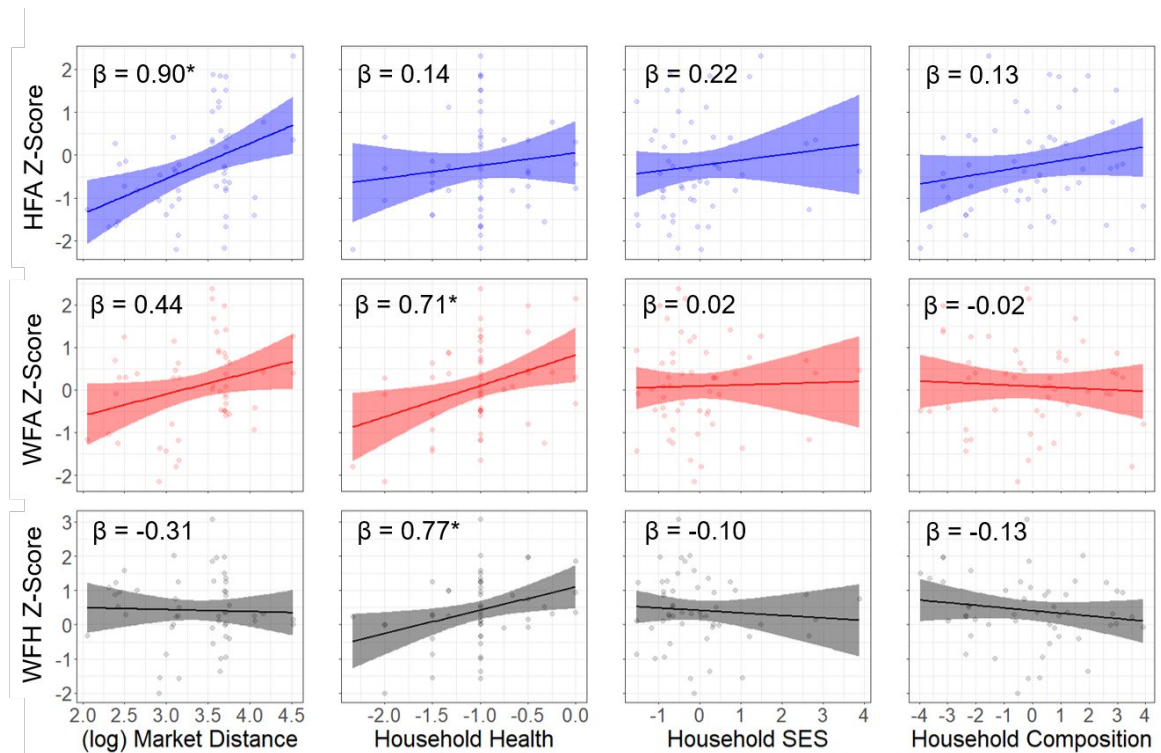 HFA Z-Score
2
1
0
-1
-2
β = 0.90*
β = 0.14
β = 0.22
β = 0.13
WFA Z-Score
2
1
0
-1
-2
β = 0.44
β = 0.71*
β = 0.02
β = -0.02
WFH Z-Score
3
2
1
0
-1
-2
β = -0.31
β = 0.77*
β = -0.10
β = -0.13
2.0 2.5 3.0 3.5 4.0 4.5
-2.0 -1.5 -1.0 -0.5 0.0
-1 0 1 2 3 4
-4 -3 -2 -1 0 1 2 3 4
(log) Market Distance
Household Health
Household SES
Household Composition